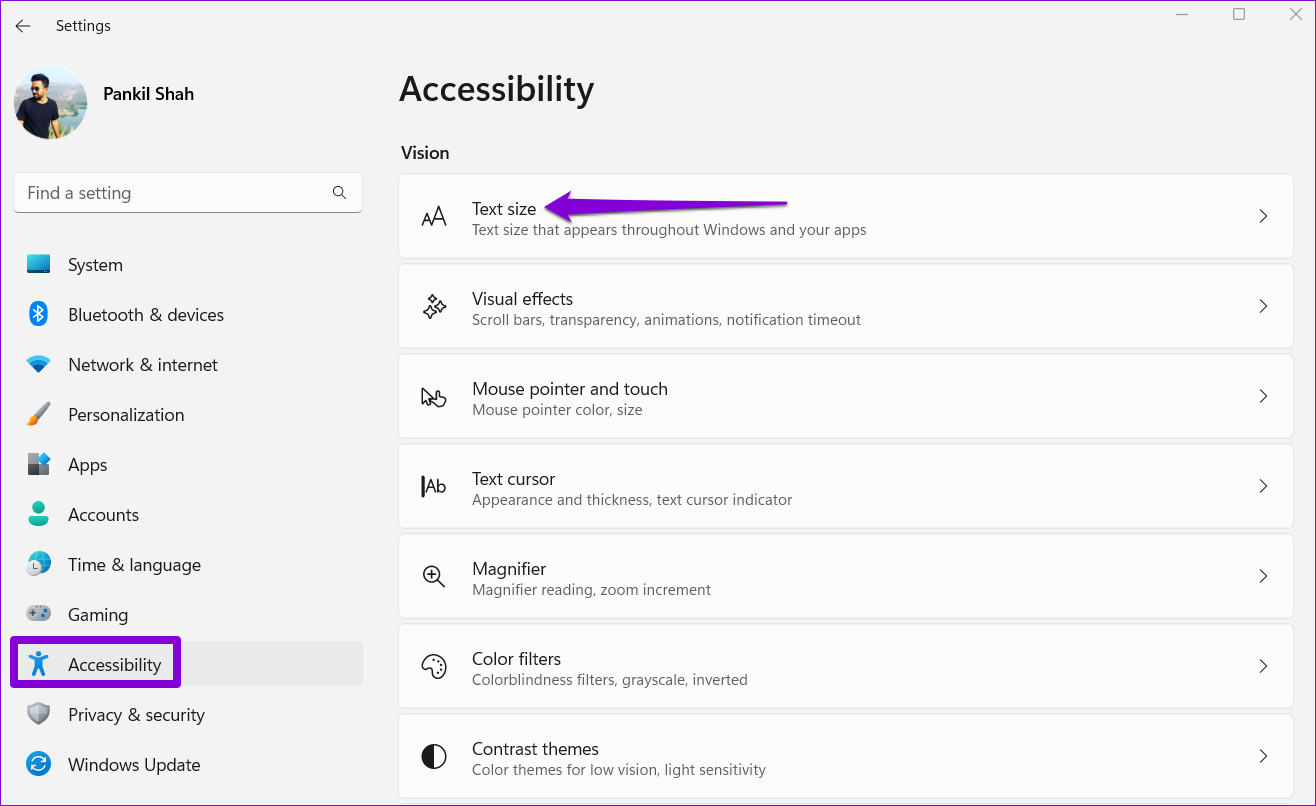 Settings
Pankil Shah
Find a setting
System
Bluetooth & devices
Network & internet
Personalization
Apps
Accounts
Time & language
Gaming
Accessibility
Privacy & security
Windows Update
Accessibility
Vision
Text size
Text size that appears throughout Windows and your apps
Visual effects
Scroll bars, transparency, animations, notification timeout
Mouse pointer and touch
Mouse pointer color, size
Text cursor
Appearance and thickness, text cursor indicator
Magnifier
Magnifier reading, zoom increment
Color filters
Colorblindness filters, grayscale, inverted
Contrast themes
Color themes for low vision, light sensitivity